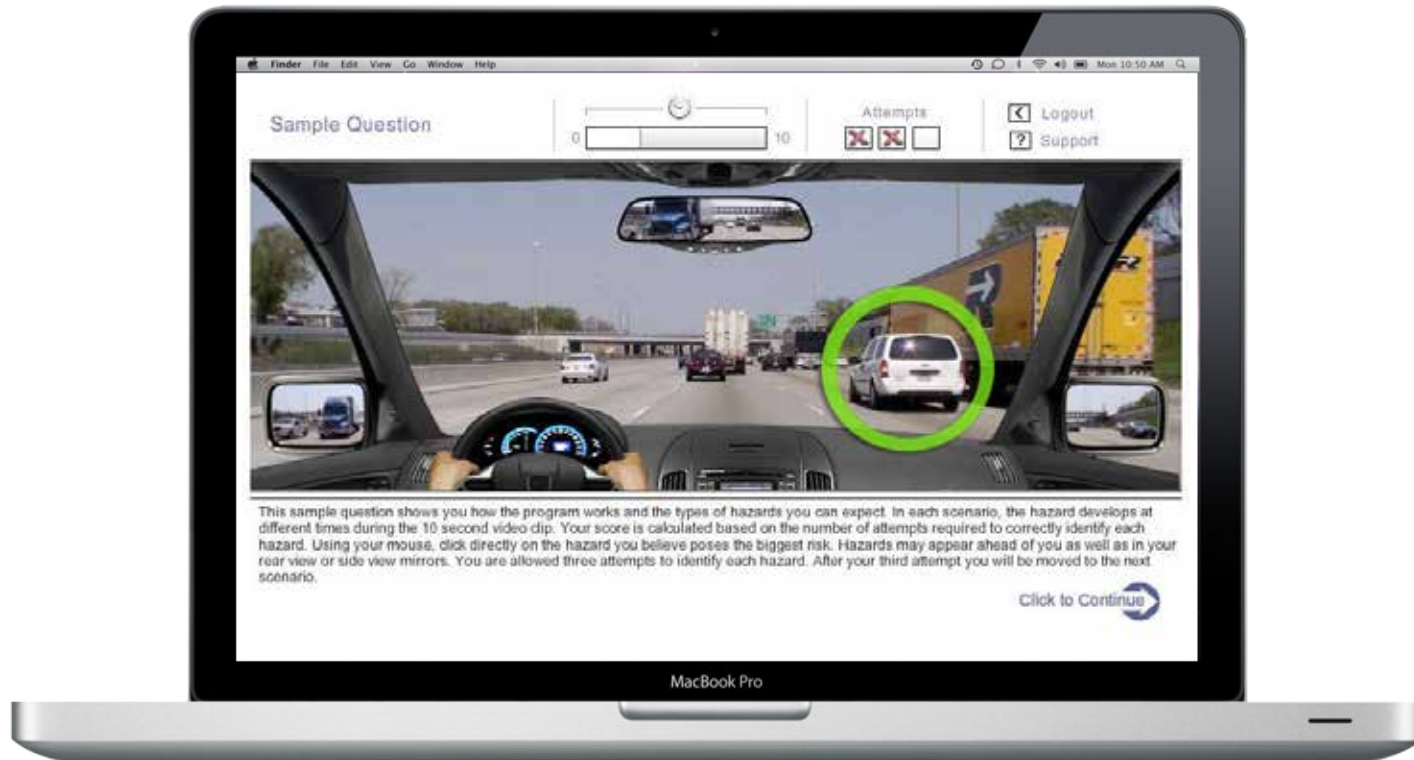 Finder File Edit View Go Window Help
Mon 10:50 AM
Sample Question
0
10
Attempts
Logout
? Support
This sample question shows you how the program works and the types of hazards you can expect. In each scenario, the hazard develops at
different times during the 10 second video clip. Your score is calculated based on the number of attempts required to correctly identify each
hazard. Using your mouse, click directly on the hazard you believe poses the biggest risk. Hazards may appear ahead of you as well as in your
rear view or side view mirrors. You are allowed three attempts to identify each hazard. After your third attempt you will be moved to the next
scenario.
Click to Continue
MacBook Pro